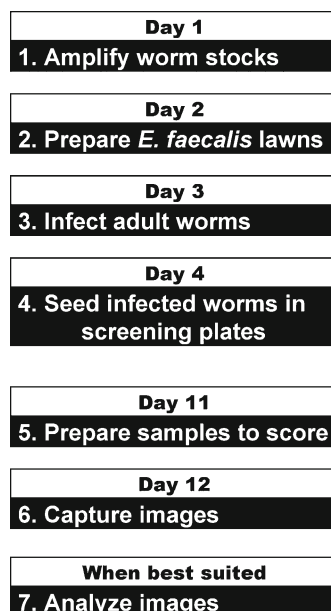 Day 1
1. Amplify worm stocks
Day 2
2. Prepare E. faecalis lawns
Day 3
3. Infect adult worms
Day 4
4. Seed infected worms in
screening plates
Day 11
5. Prepare samples to score
Day 12
6. Capture images
When best suited
7. Analyze images